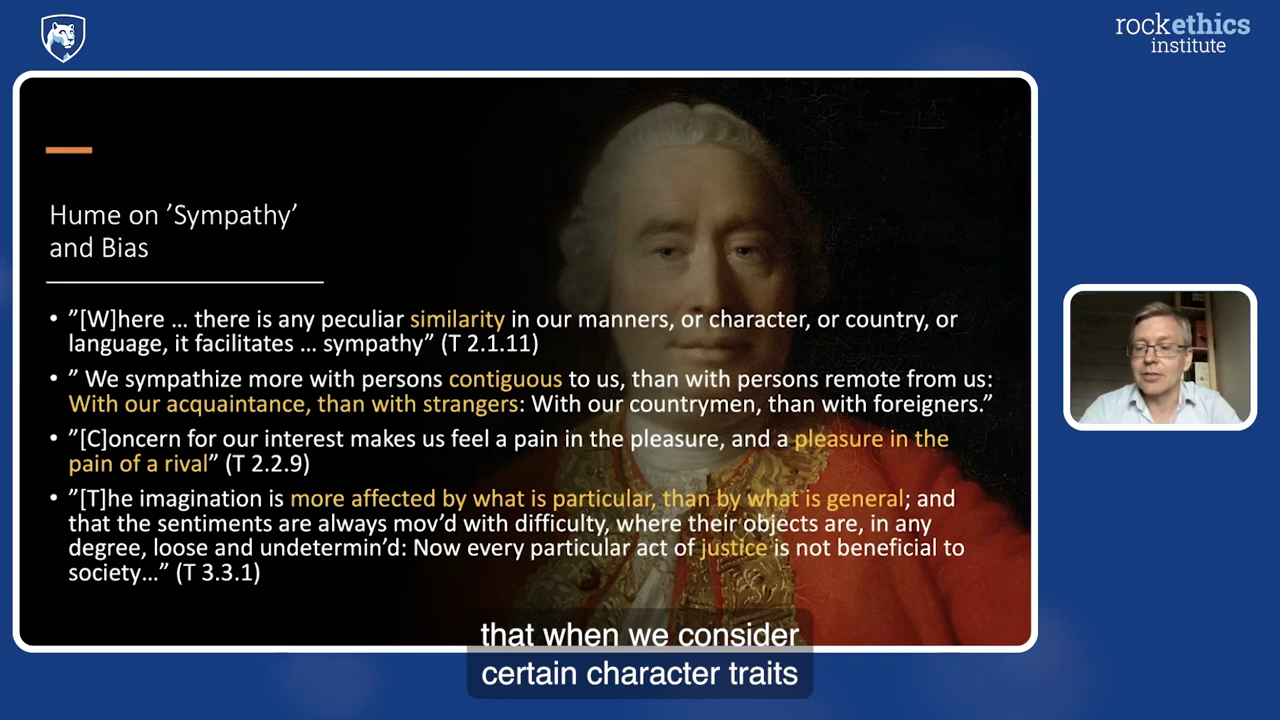 rockethics
institute
Hume on ’Sympathy’
and Bias
• ”[W]here … there is any peculiar similarity in our manners, or character, or country, or
language, it facilitates … sympathy” (T 2.1.11)
• ” We sympathize more with persons contiguous to us, than with persons remote from us:
With our acquaintance, than with strangers: With our countrymen, than with foreigners.”
• ”[C]oncern for our interest makes us feel a pain in the pleasure, and a pleasure in the
pain of a rival” (T 2.2.9)
• ”[T]he imagination is more affected by what is particular, than by what is general; and
that the sentiments are always mov’d with difficulty, where their objects are, in any
degree, loose and undetermin’d: Now every particular act of justice is not beneficial to
society…” (T 3.3.1)
that when we consider
certain character traits